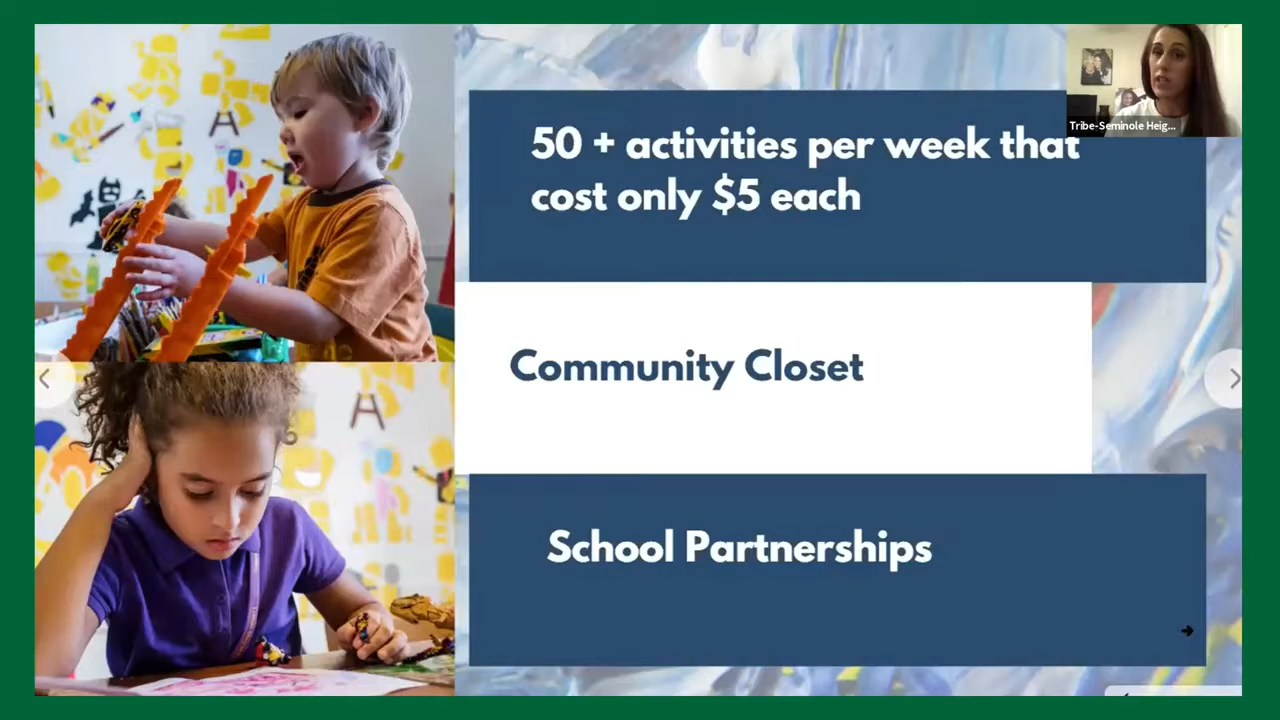 Tribe-Seminole Heig...
50 + activities per week that
cost only $5 each
Community Closet
School Partnerships